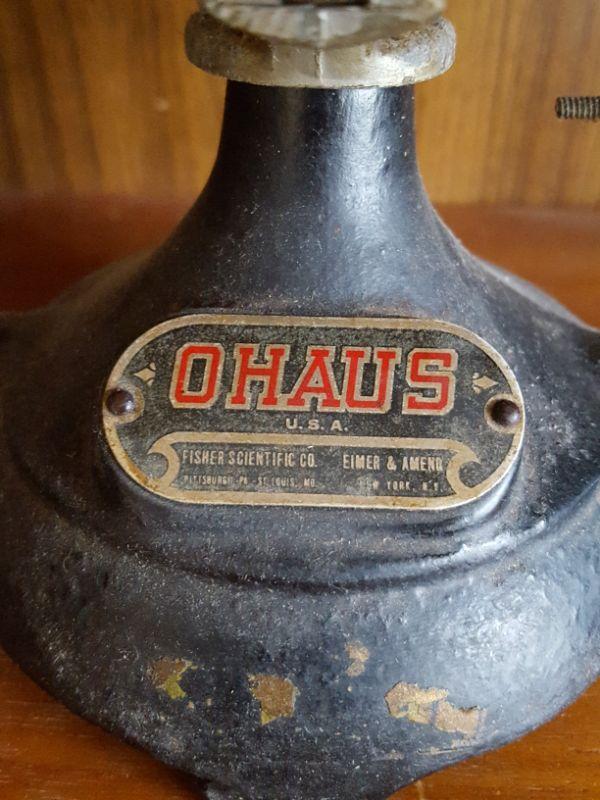 OHAUS
U.S.A.
FISHER SCIENTIFIC CO. EIMER & AMEND
PITTSBURGH PA ST. LOUIS, MO. NEW YORK, N.Y.